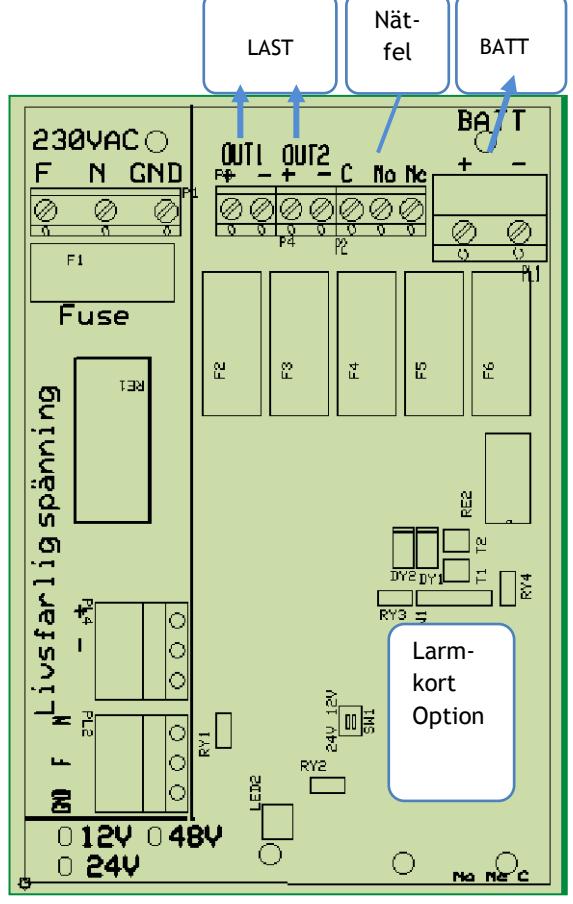 LAST
Nät-
fel
BATT
230VAC
BATT
F N GND
OUT1 OUT2
+ - + - C No Nc
+ -
P1
P4
P2
PL1
F1
Fuse
F2
F3
F4
F5
F6
RE1
Livsfarlig spänning
RE2
T2
T1
DY2
DY1
RY4
RY3
PL4
+
-
Larm-
kort
Option
PL2
N
F
GND
RY1
24V 12V
SW1
RY2
LED2
12V 48V
24V
No Nc C